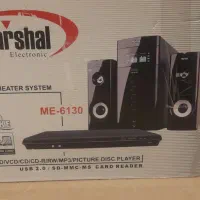 arshal
Electronic
HEATER SYSTEM
ME-6130
D/VCD/CD/CD-R/RW/MP3/PICTURE DISC PLAYER
USB 2.0 / SD-MMC-MS CARD READER